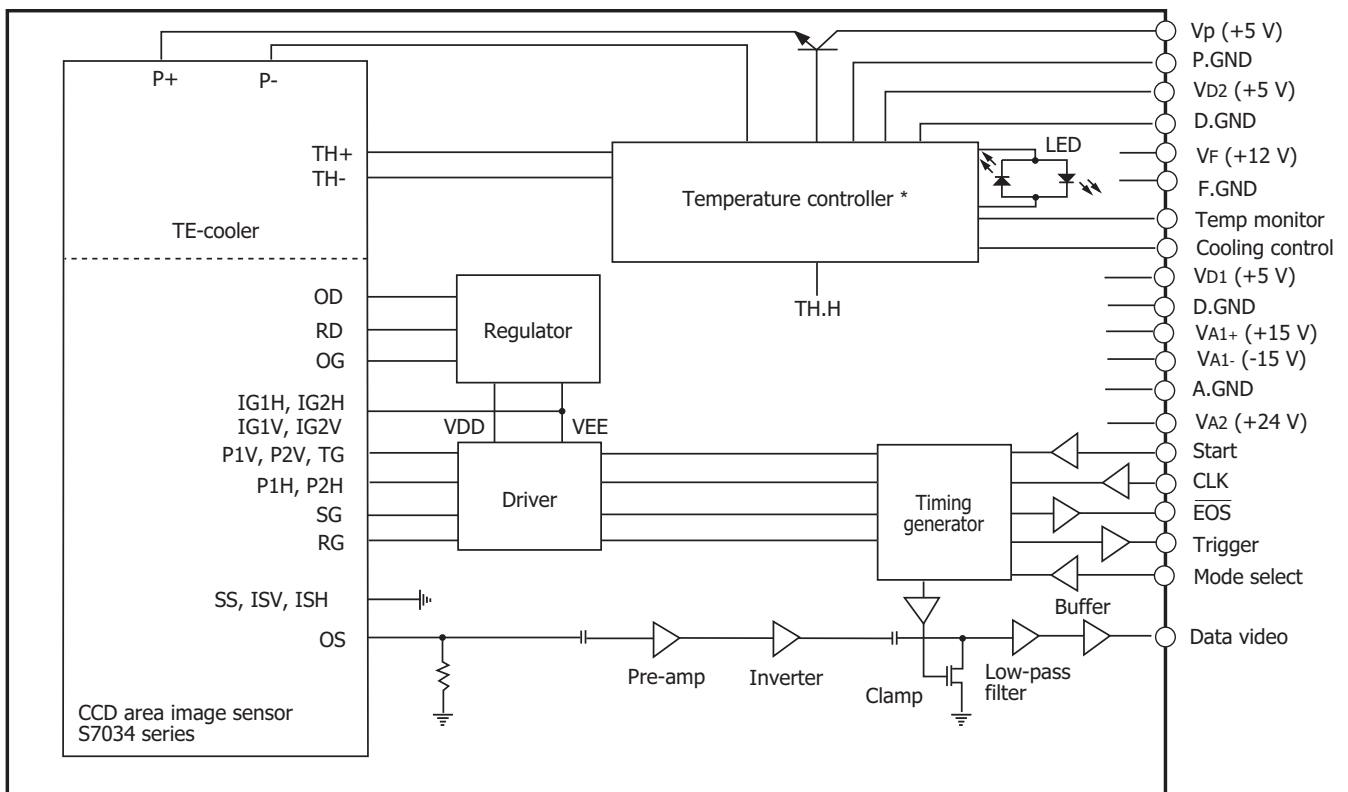 Vp (+5 V)
P.GND
P+
P-
VD2 (+5 V)
D.GND
LED
TH+
TH-
VF (+12 V)
F.GND
Temperature controller *
Temp monitor
TE-cooler
Cooling control
VD1 (+5 V)
OD
TH.H
D.GND
RD
Regulator
VA1+ (+15 V)
OG
VA1- (-15 V)
A.GND
IG1H, IG2H
IG1V, IG2V
VDD
VEE
VA2 (+24 V)
P1V, P2V, TG
Start
P1H, P2H
CLK
Driver
Timing
generator
SG
EOS
RG
Trigger
Mode select
SS, ISV, ISH
Buffer
OS
Data video
Pre-amp
Inverter
Clamp
Low-pass
filter
CCD area image sensor
S7034 series